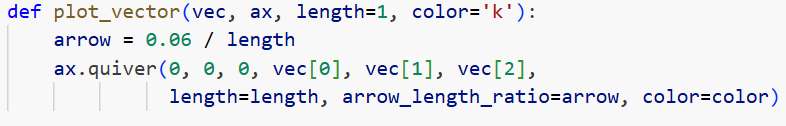 def plot_vector(vec, ax, length=1, color='k'):
    arrow = 0.06 / length
    ax.quiver(0, 0, 0, vec[0], vec[1], vec[2],
              length=length, arrow_length_ratio=arrow, color=color)